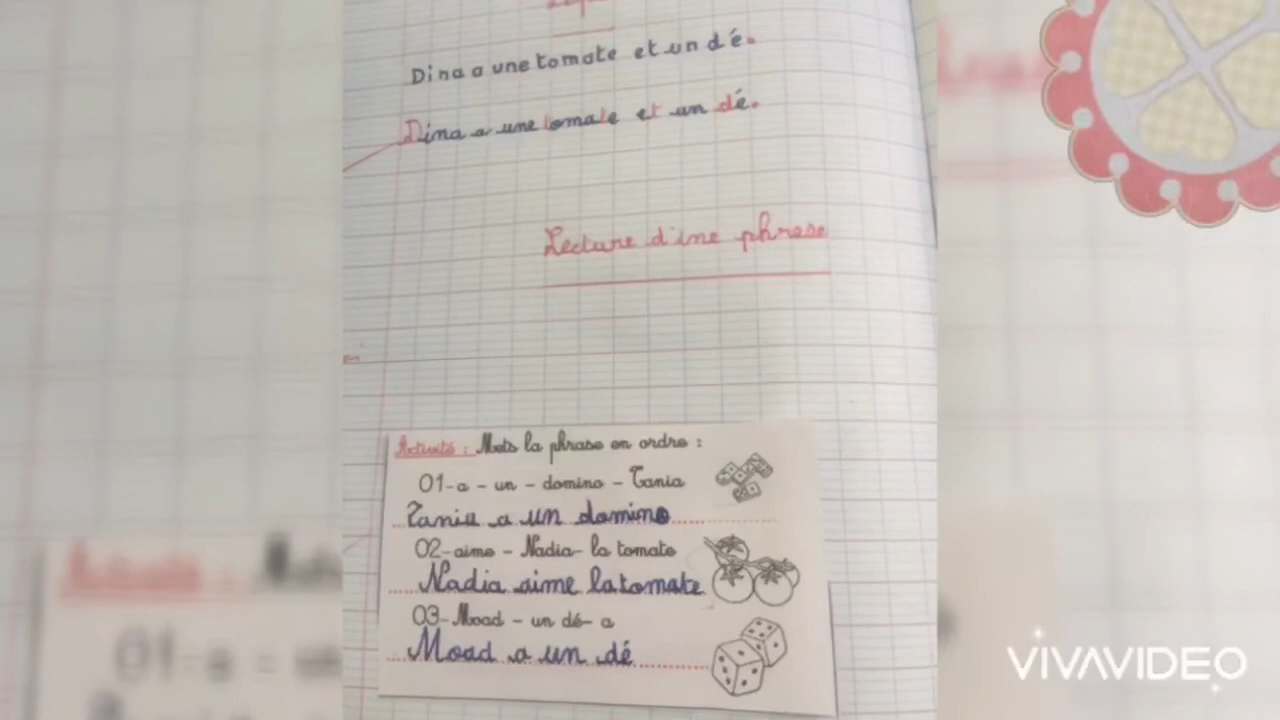 Dina a une tomate et un dé.
Dina a une tomate et un dé.
Lecture d'une phrase
Activité : Mets la phrase en ordre :
01-a - un - domino - Tania
Tania a un domino
02-aime - Nadia- la tomate
Nadia aime la tomate
03-Moad - un dé- a
Moad a un dé
VIVAVIDEO